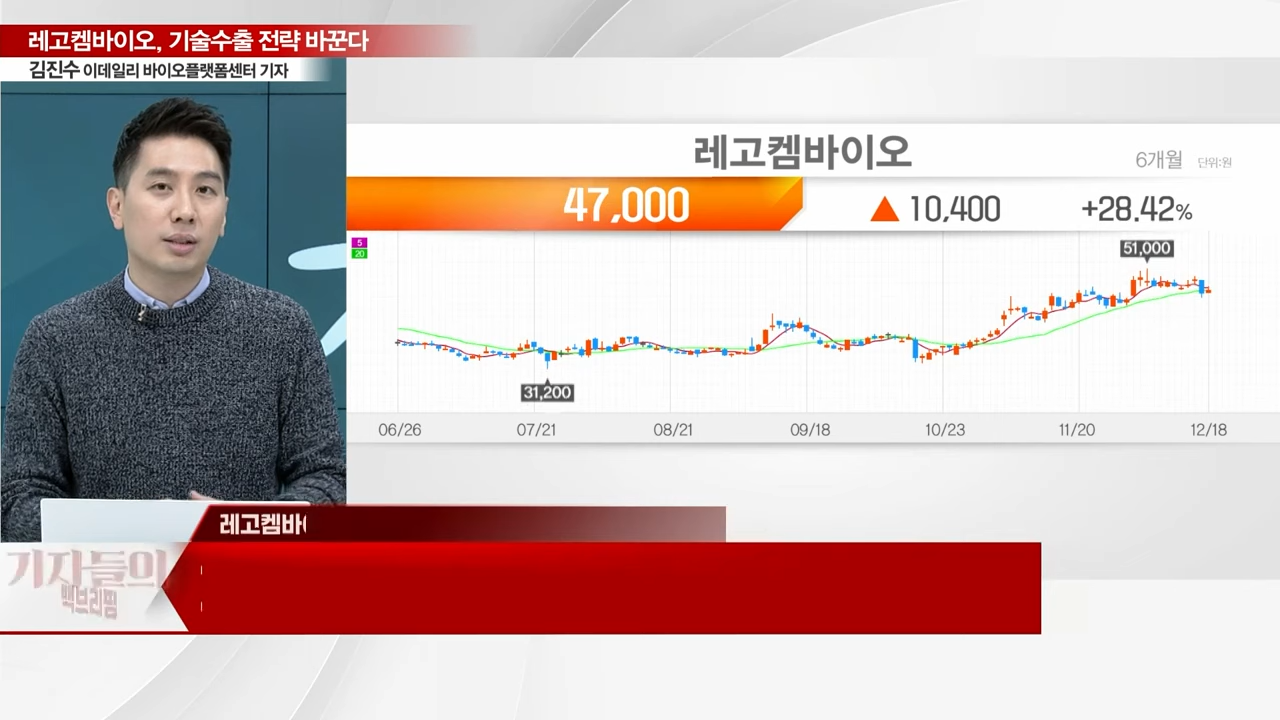 레고켐바이오, 기술수출 전략 바꾼다
김진수 이데일리 바이오플랫폼센터 기자
레고켐바이오
6개월 단위:원
47,000 ▲ 10,400 +28.42%
5
20
51,000
31,200
06/26 07/21 08/21 09/18 10/23 11/20 12/18
레고켐바
기자들의
백브리핑